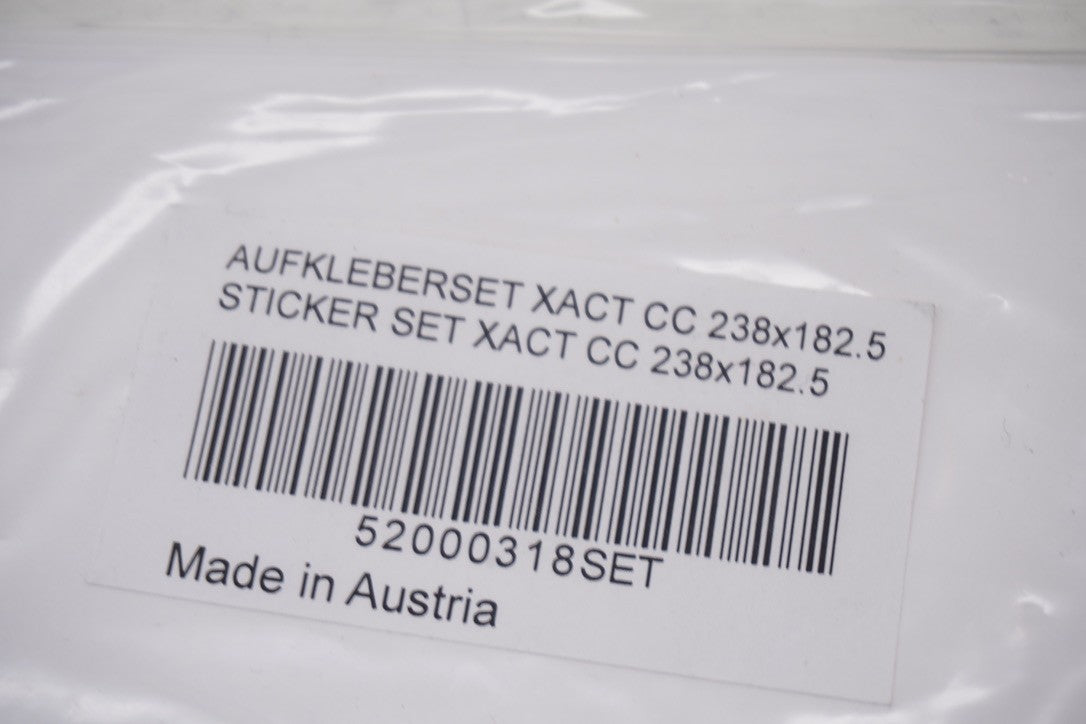 AUFKLEBERSET XACT CC 238x182.5
STICKER SET XACT CC 238x182.5
52000318SET
Made in Austria